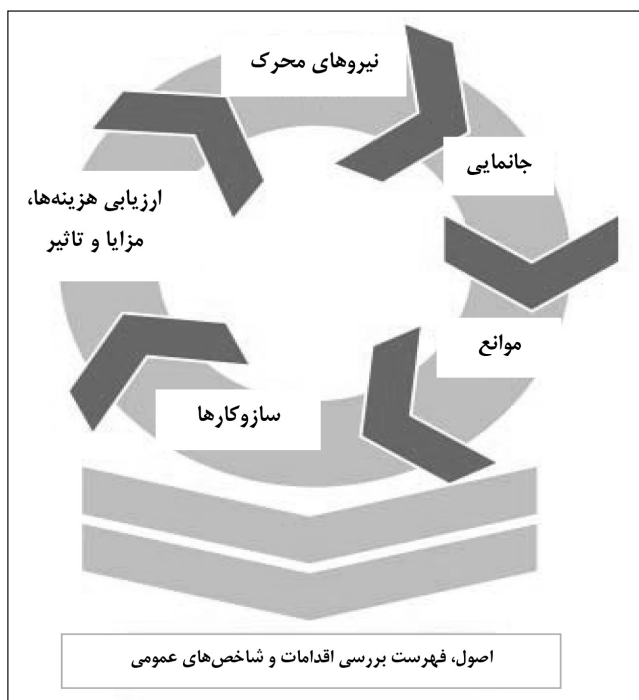 نیروهای محرک
جانمایی
موانع
سازوکارها
ارزیابی هزینه‌ها،
مزایا و تاثیر
اصول، فهرست بررسی اقدامات و شاخص‌های عمومی